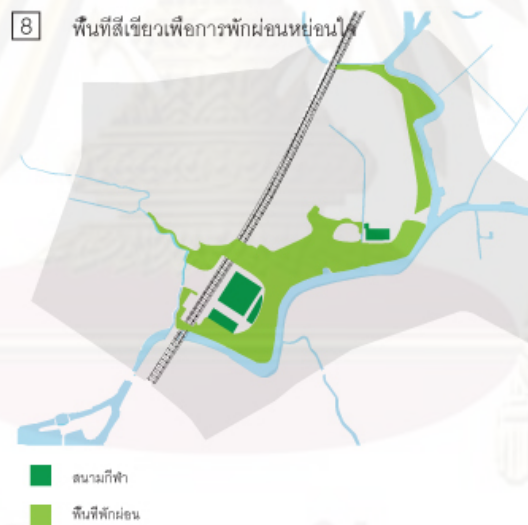 8 พื้นที่สีเขียวเพื่อการพักผ่อนหย่อนใจ
สนามกีฬา
พื้นที่พักผ่อน